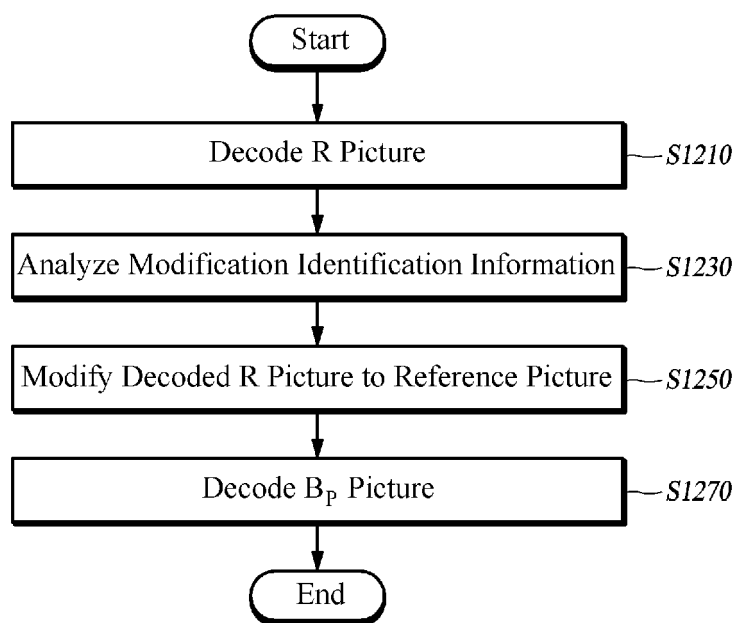 Start
Decode R Picture
S1210
Analyze Modification Identification Information
S1230
Modify Decoded R Picture to Reference Picture
S1250
Decode BP Picture
S1270
End